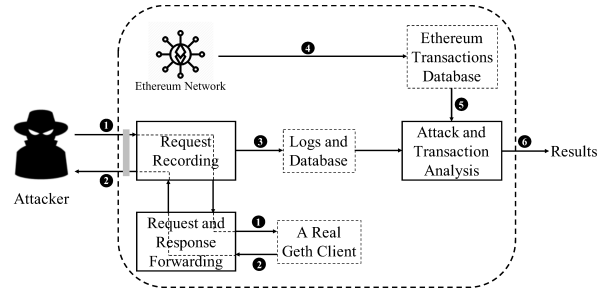 4
Ethereum
Transactions
Database
Ethereum Network
5
1
Request
Recording
3
Logs and
Database
Attack and
Transaction
Analysis
6
Results
2
Attacker
Request and
Response
Forwarding
1
2
A Real
Geth Client